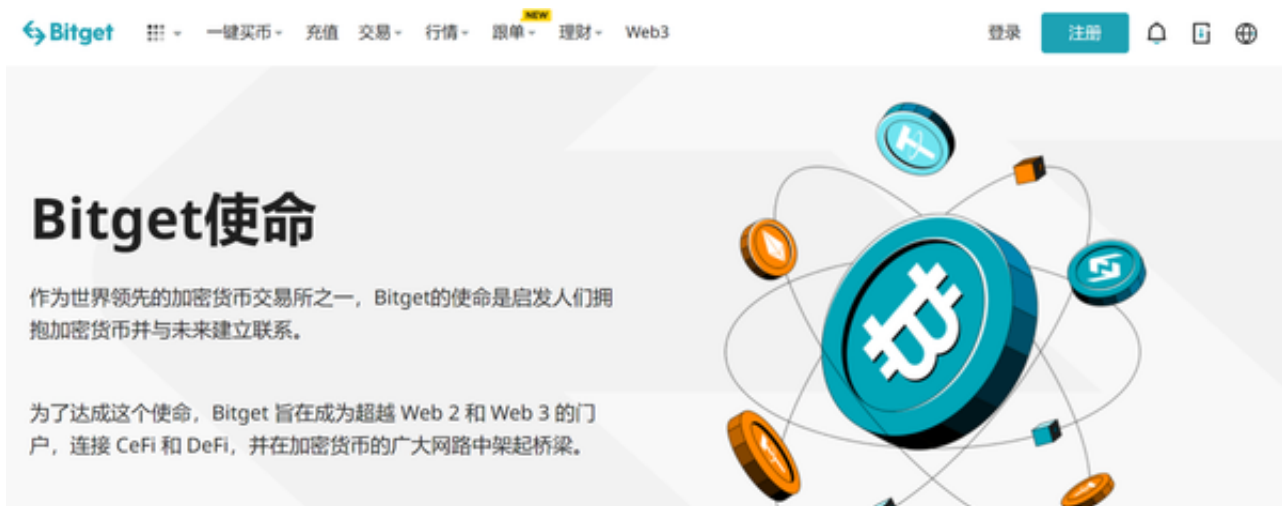 Bitget
一键买币
充值
交易
行情
跟单
NEW
理财
Web3
登录
注册
Bitget使命
作为世界领先的加密货币交易所之一，Bitget的使命是启发人们拥
抱加密货币并与未来建立联系。
为了达成这个使命，Bitget 旨在成为超越 Web 2 和 Web 3 的门
户，连接 CeFi 和 DeFi，并在加密货币的广大网路中架起桥梁。